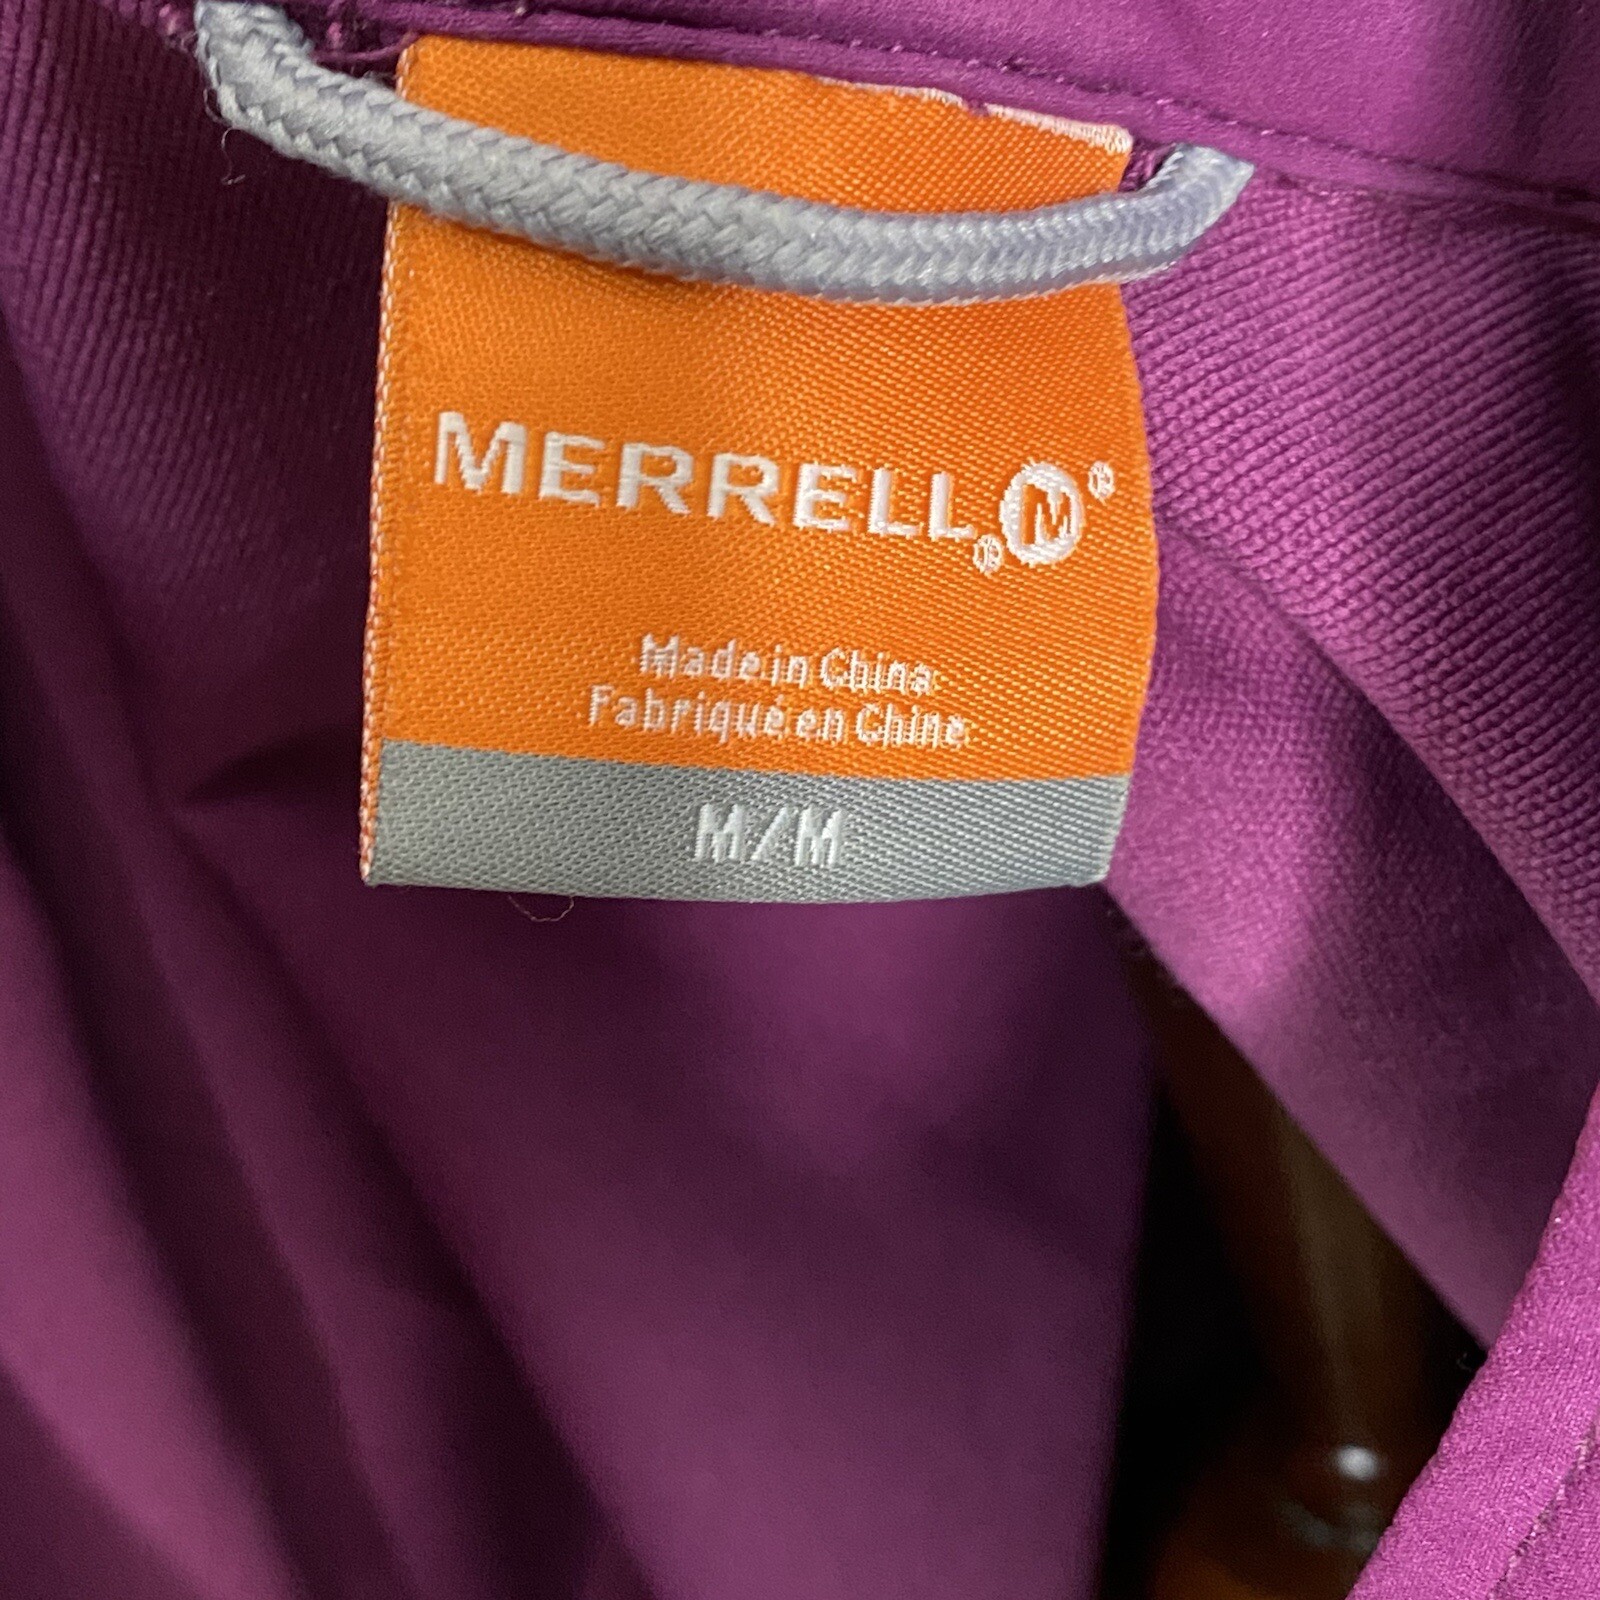 MERRELL® M®
Made in China
Fabriqué en Chine
M/M